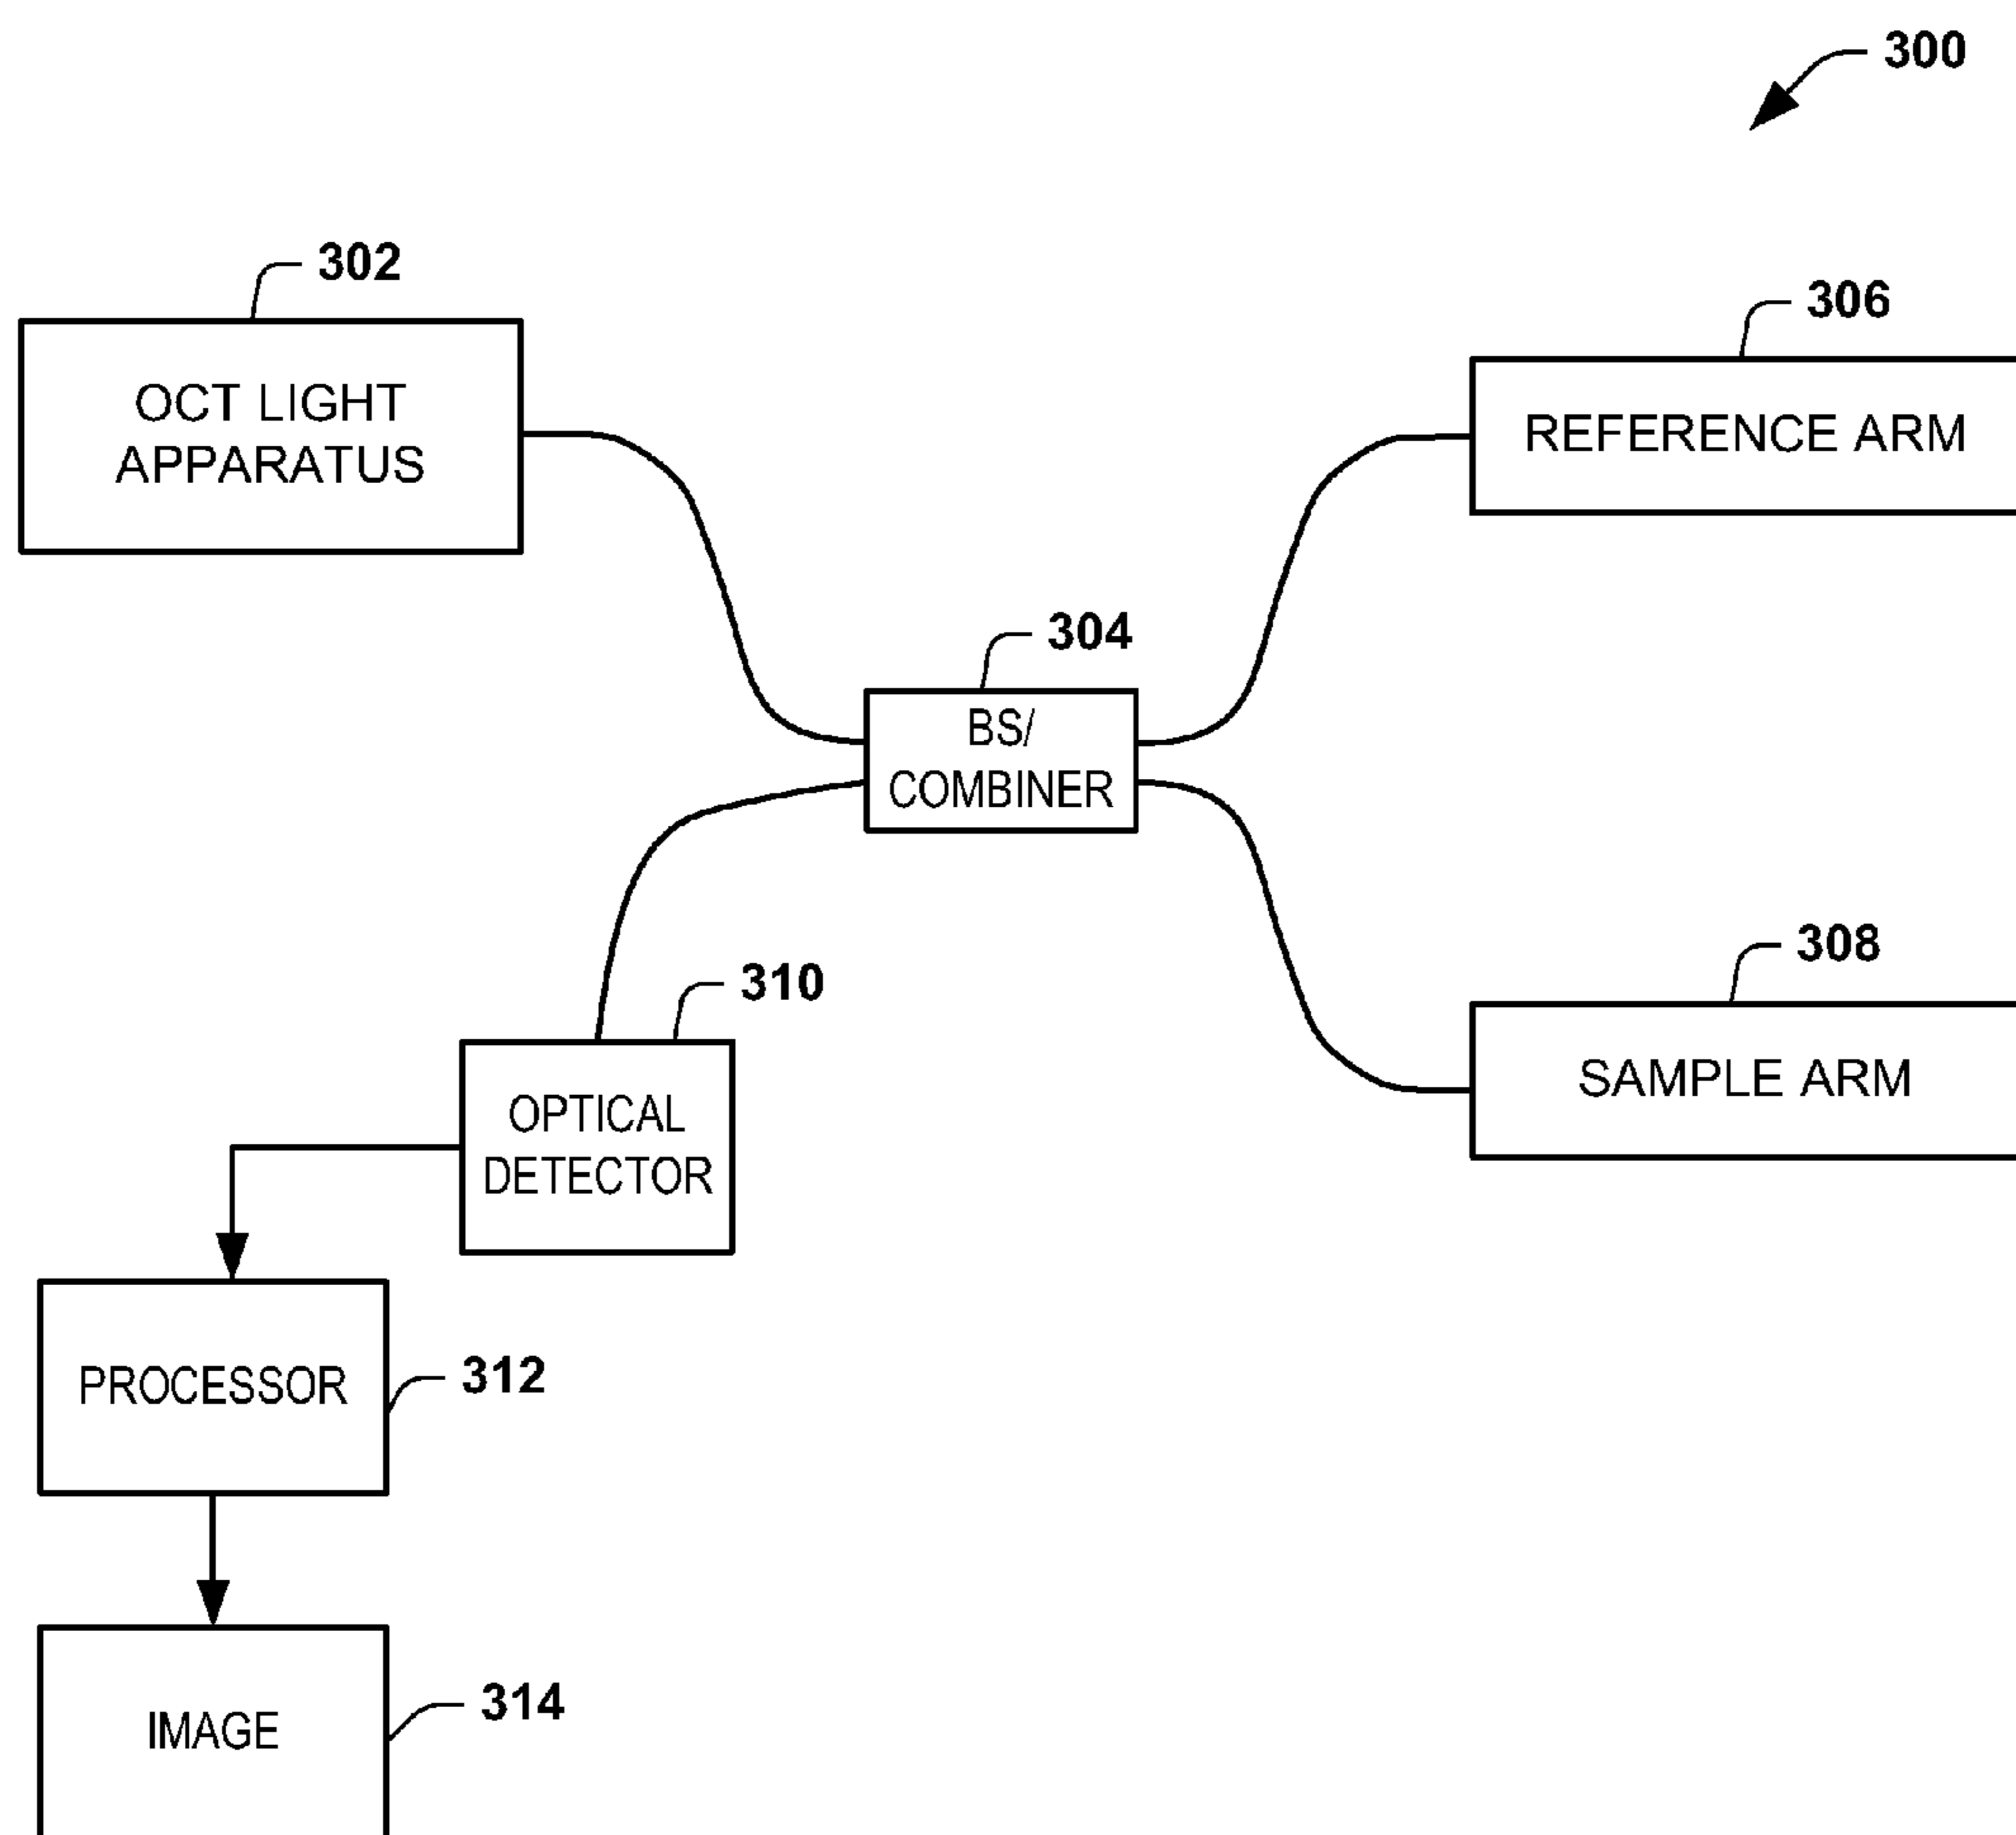 300
302
OCT LIGHT
APPARATUS
306
REFERENCE ARM
304
BS/
COMBINER
308
SAMPLE ARM
310
OPTICAL
DETECTOR
312
PROCESSOR
314
IMAGE